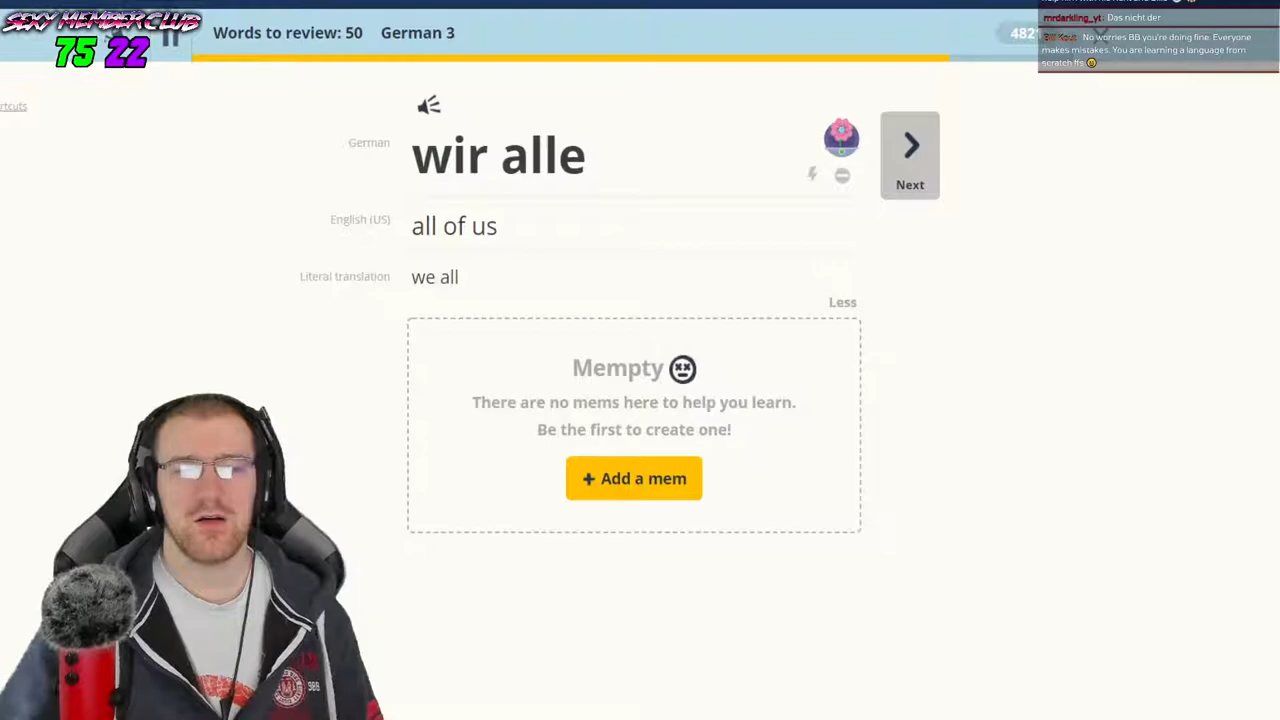 SEXY MEMBER CLUB
75 22
Words to review: 50 German 3
482
mrdarkling_yt: Das nicht der
No worries BB you're doing fine. Everyone
makes mistakes. You are learning a language from
scratch ffs
rtcuts
German
wir alle
Next
English (US)
all of us
Literal translation
we all
Less
Mempty
There are no mems here to help you learn.
Be the first to create one!
+ Add a mem